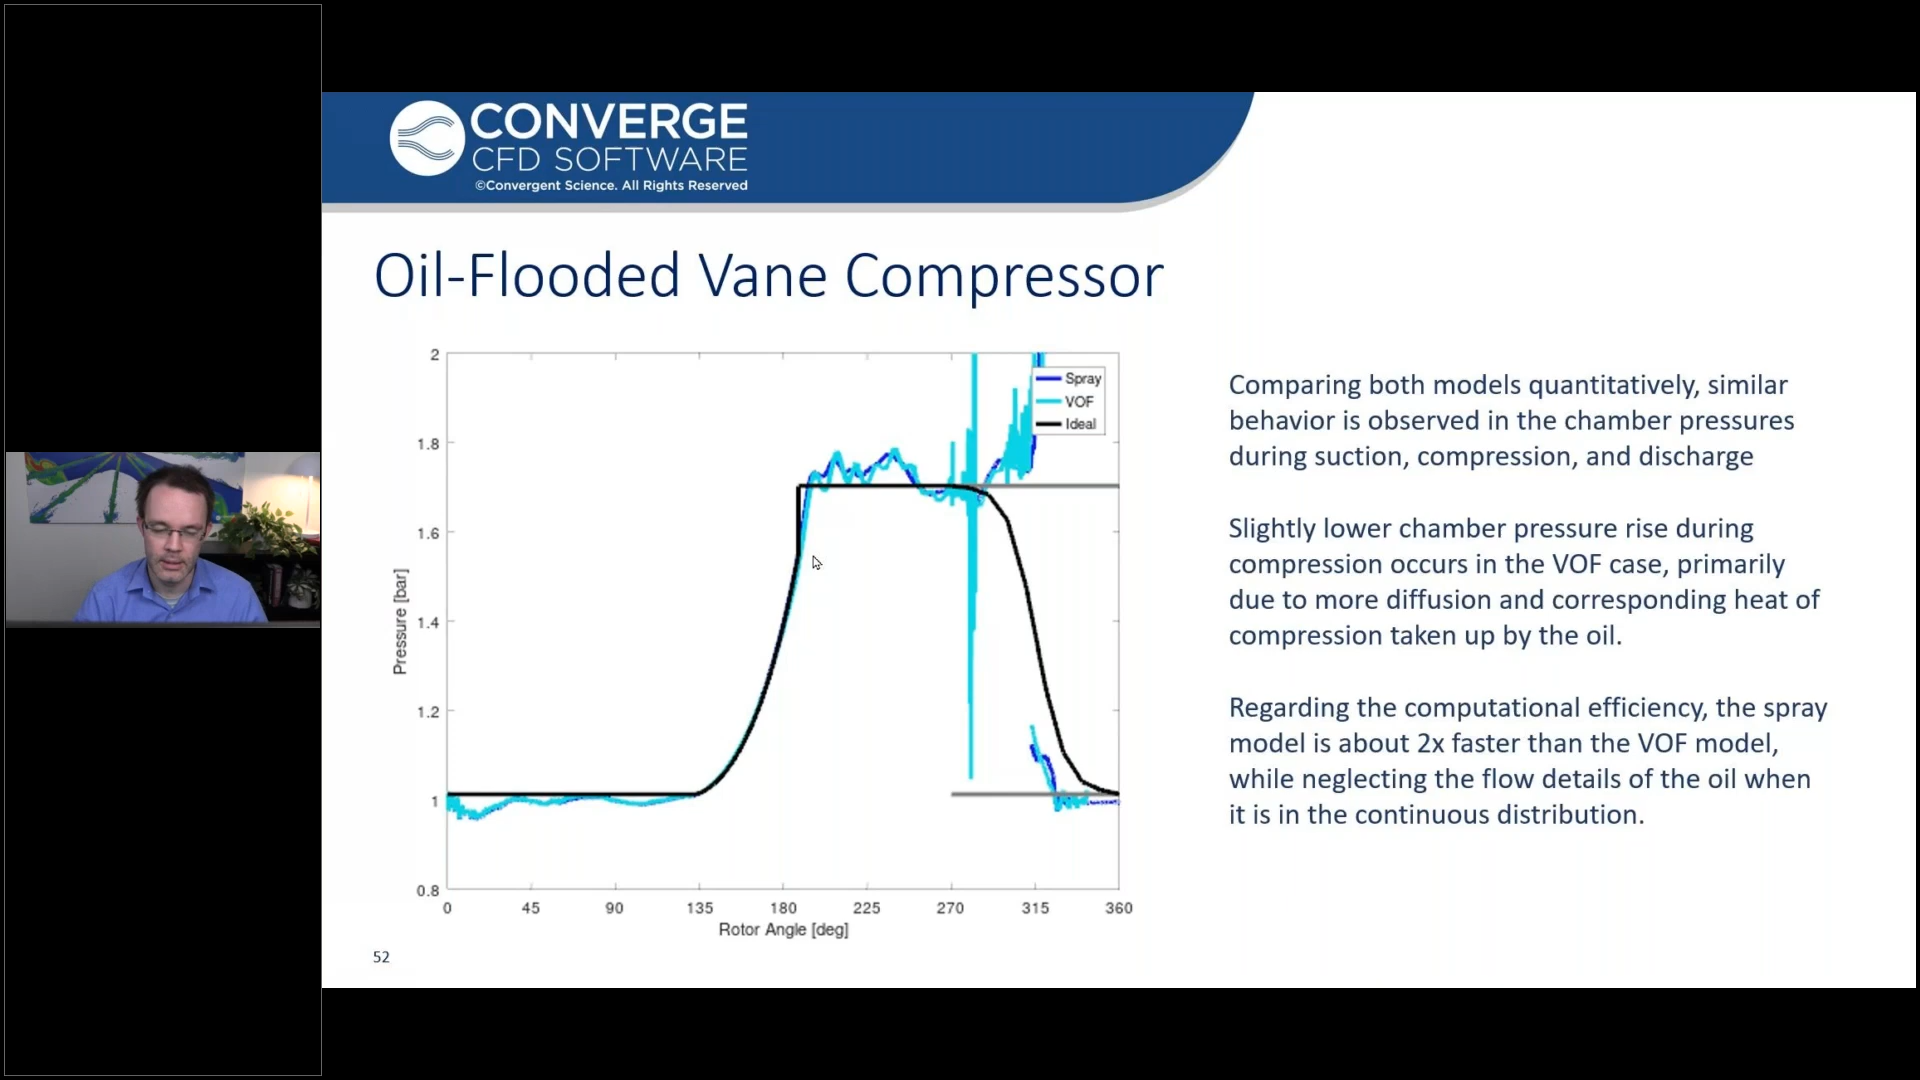 CONVERGE
CFD SOFTWARE
©Convergent Science. All Rights Reserved
Oil-Flooded Vane Compressor
2
1.8
1.6
1.4
1.2
1
0.8
Pressure [bar]
0 45 90 135 180 225 270 315 360
Rotor Angle [deg]
Spray
VOF
Ideal
Comparing both models quantitatively, similar
behavior is observed in the chamber pressures
during suction, compression, and discharge
Slightly lower chamber pressure rise during
compression occurs in the VOF case, primarily
due to more diffusion and corresponding heat of
compression taken up by the oil.
Regarding the computational efficiency, the spray
model is about 2x faster than the VOF model,
while neglecting the flow details of the oil when
it is in the continuous distribution.
52